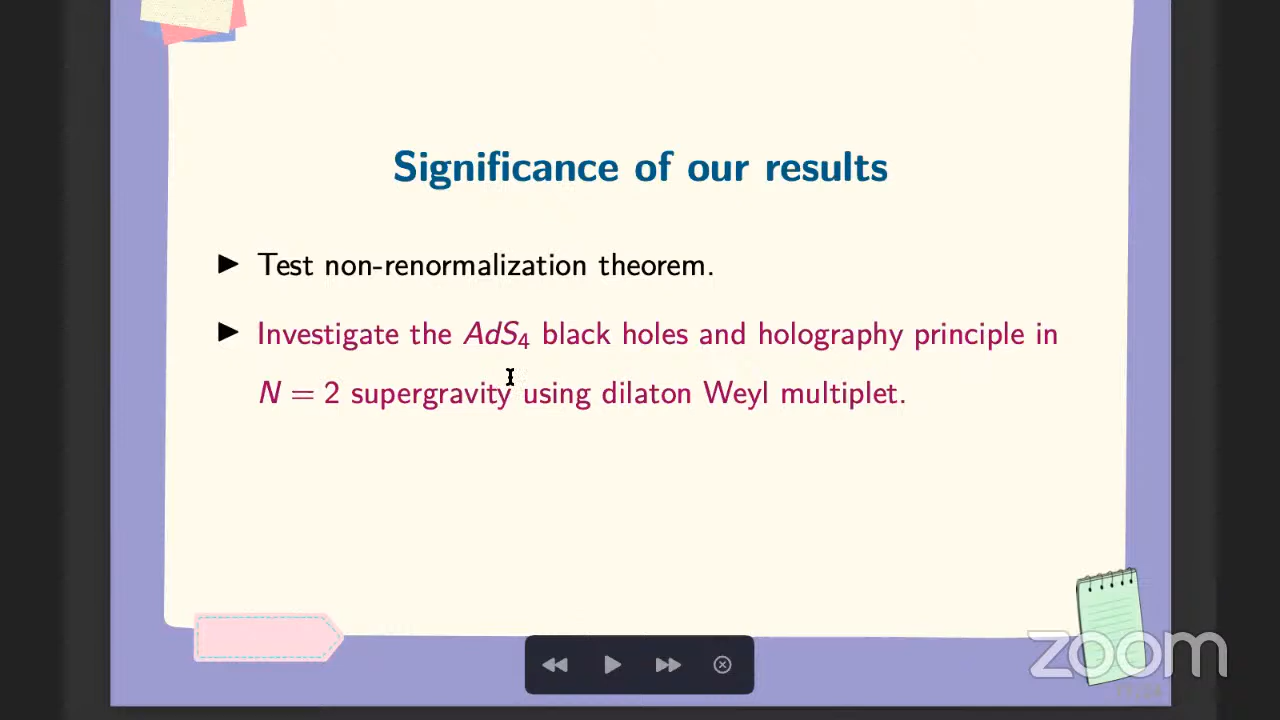 Significance of our results
▶ Test non-renormalization theorem.
▶ Investigate the AdS₄ black holes and holography principle in
N = 2 supergravity using dilaton Weyl multiplet.
zoom